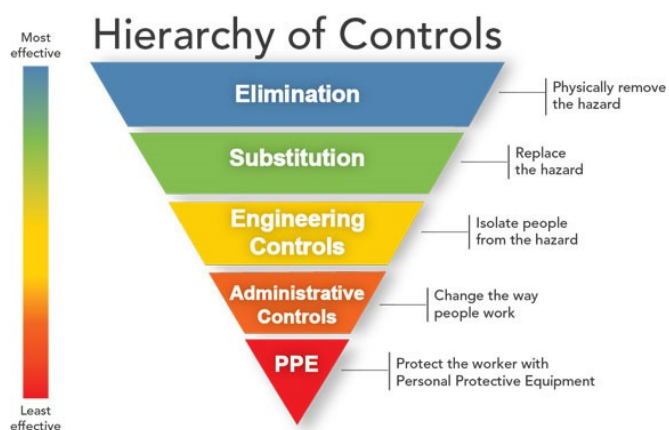 Hierarchy of Controls
Most
effective
Elimination
Physically remove
the hazard
Substitution
Replace
the hazard
Engineering
Controls
Isolate people
from the hazard
Administrative
Controls
Change the way
people work
PPE
Protect the worker with
Personal Protective Equipment
Least
effective